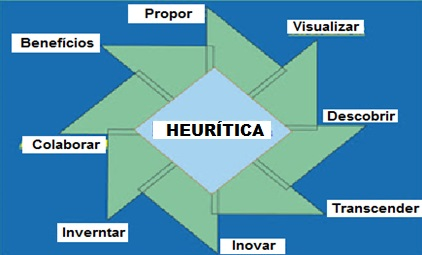 Propor
Visualizar
Benefícios
Descobrir
HEURÍTICA
Colaborar
Transcender
Inverntar
Inovar